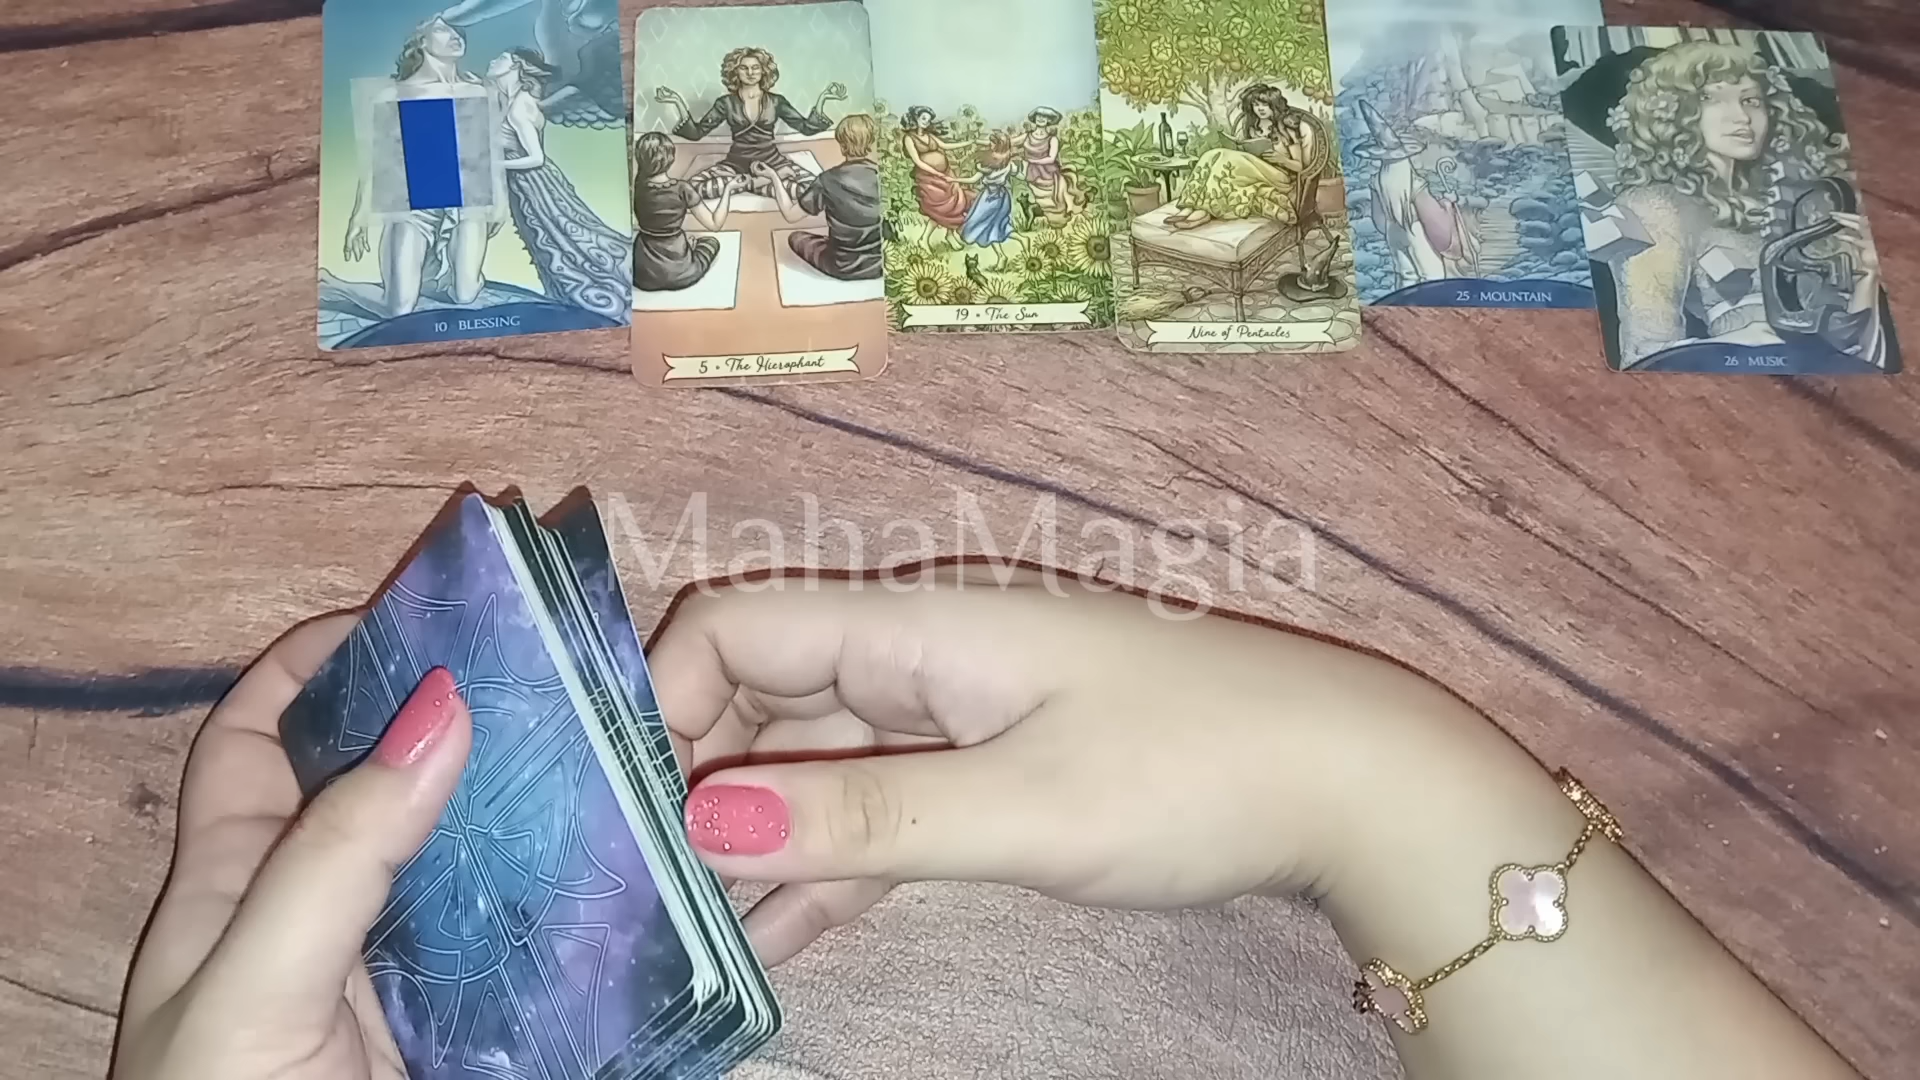 10 · BLESSING
5 • The Hierophant
19 • The Sun
Nine of Pentacles
25 · MOUNTAIN
26 · MUSIC
MahaMagia